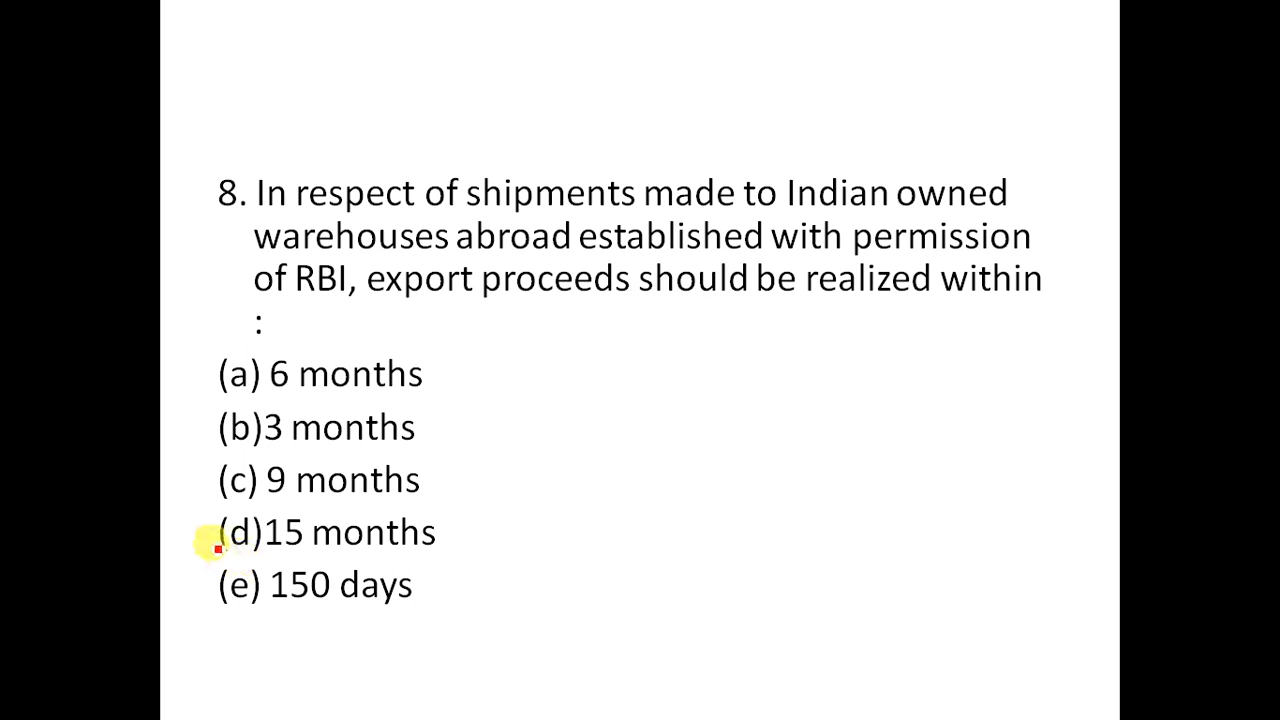 8. In respect of shipments made to Indian owned
warehouses abroad established with permission
of RBI, export proceeds should be realized within
:
(a) 6 months
(b)3 months
(c) 9 months
(d)15 months
(e) 150 days